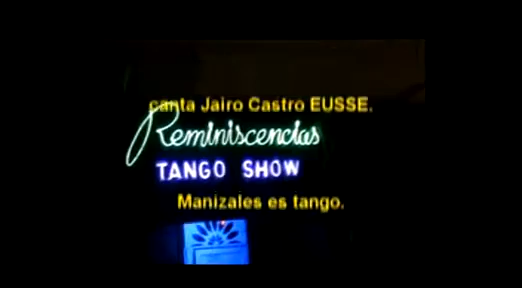 canta Jairo Castro EUSSE.
Reminiscencias
TANGO SHOW
Manizales es tango.